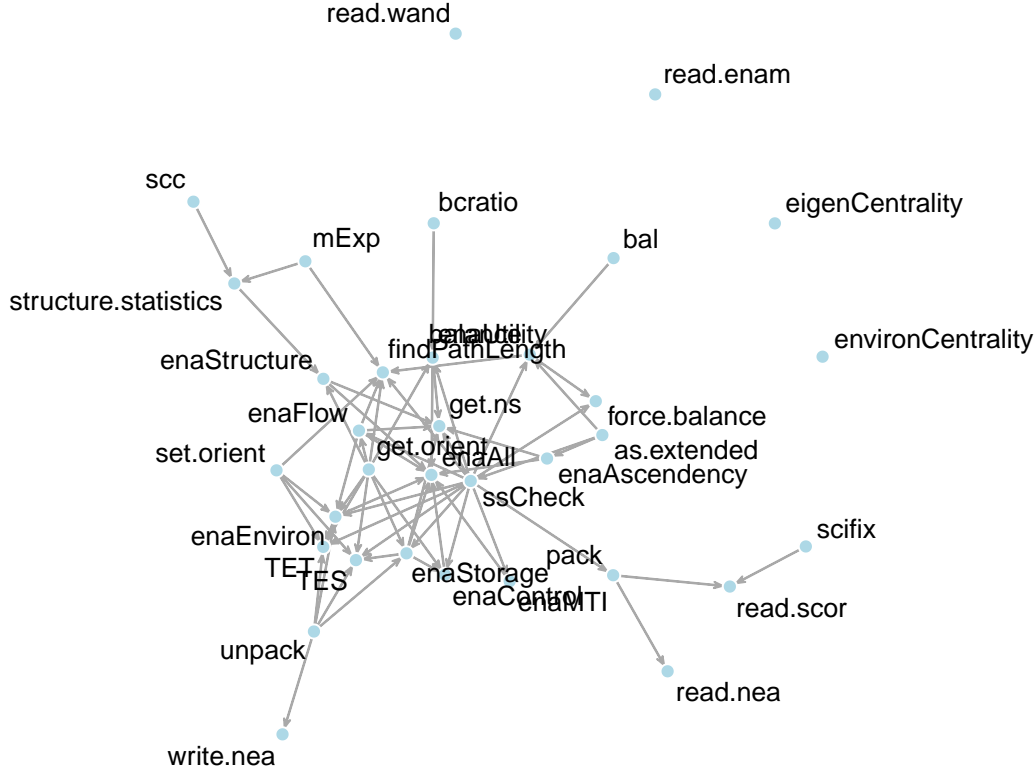 read.wand
read.enam
scc
bcratio
eigenCentrality
mExp
bal
structure.statistics
balance
enaUtility
environCentrality
findPathLength
enaStructure
get.ns
enaFlow
force.balance
get.orient
as.extended
set.orient
enaAll
enaAscendency
ssCheck
scifix
enaEnviron
pack
TET
TES
enaStorage
enaControl
enaMTI
read.scor
unpack
read.nea
write.nea